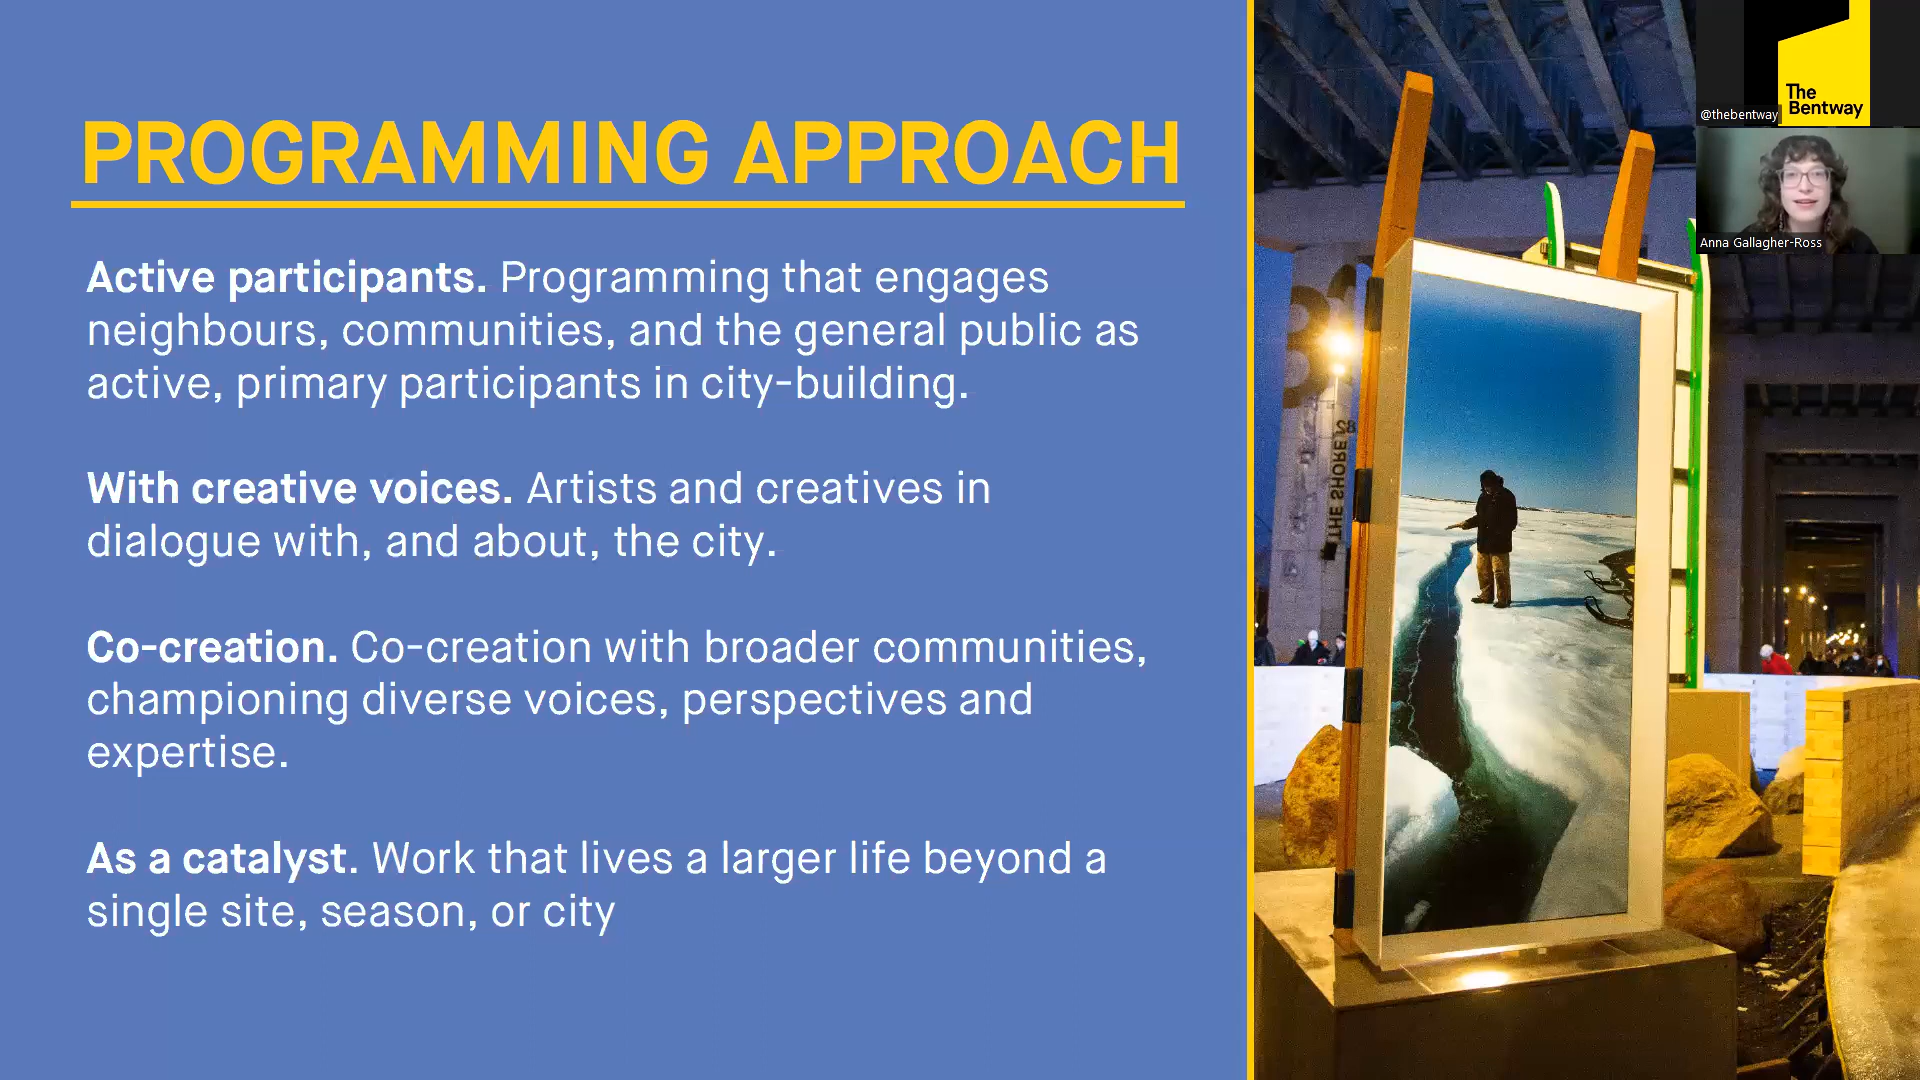 PROGRAMMING APPROACH
Active participants. Programming that engages
neighbours, communities, and the general public as
active, primary participants in city-building.
With creative voices. Artists and creatives in
dialogue with, and about, the city.
Co-creation. Co-creation with broader communities,
championing diverse voices, perspectives and
expertise.
As a catalyst. Work that lives a larger life beyond a
single site, season, or city
The
Bentway
@thebentway
Anna Gallagher-Ross
THE SHORE